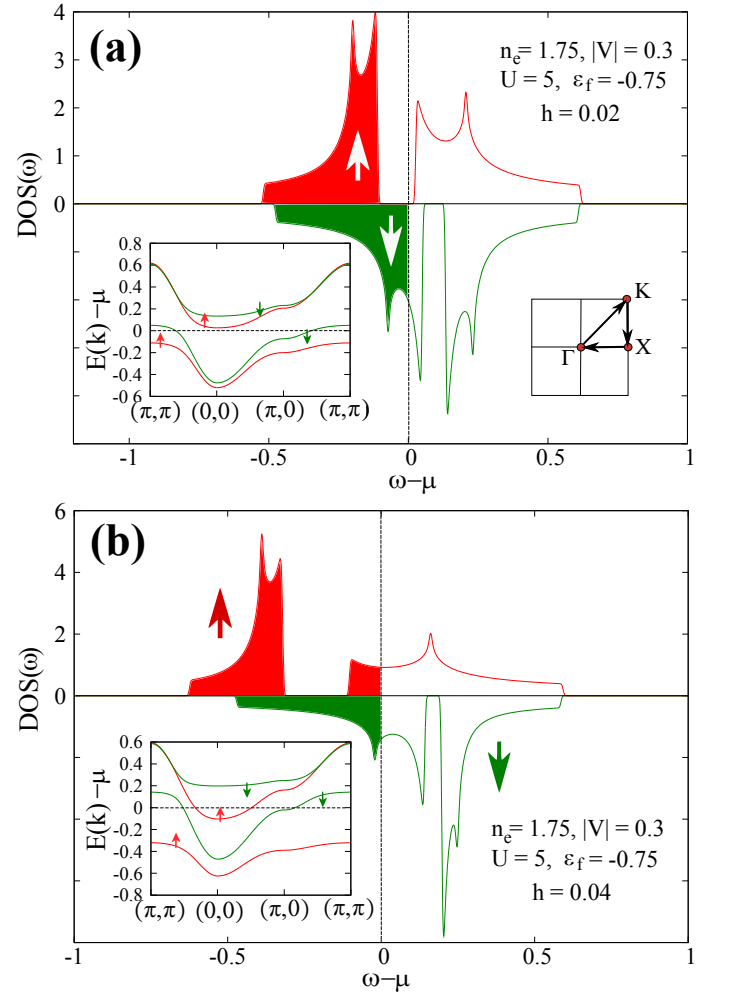 (a)
n_e = 1.75, |V| = 0.3
U = 5, ε_f = -0.75
h = 0.02
DOS(ω)
4
3
2
1
0
E(k)−μ
0.8
0.6
0.4
0.2
0
-0.2
-0.4
-0.6
(π,π) (0,0) (π,0) (π,π)
K
Γ X
-1 -0.5 0 0.5 1
ω−μ
(b)
DOS(ω)
6
4
2
0
E(k)−μ
0.6
0.4
0.2
0
-0.2
-0.4
-0.6
-0.8
(π,π) (0,0) (π,0) (π,π)
n_e = 1.75, |V| = 0.3
U = 5, ε_f = -0.75
h = 0.04
-1 -0.5 0 0.5 1
ω−μ